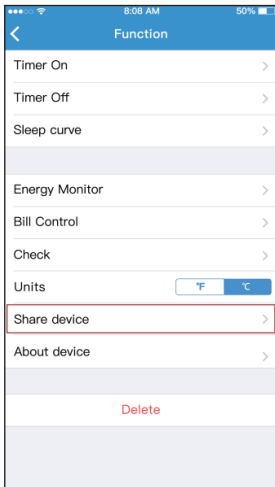 8:08 AM
50%
Function
Timer On
Timer Off
Sleep curve
Energy Monitor
Bill Control
Check
Units
°F
°C
Share device
About device
Delete